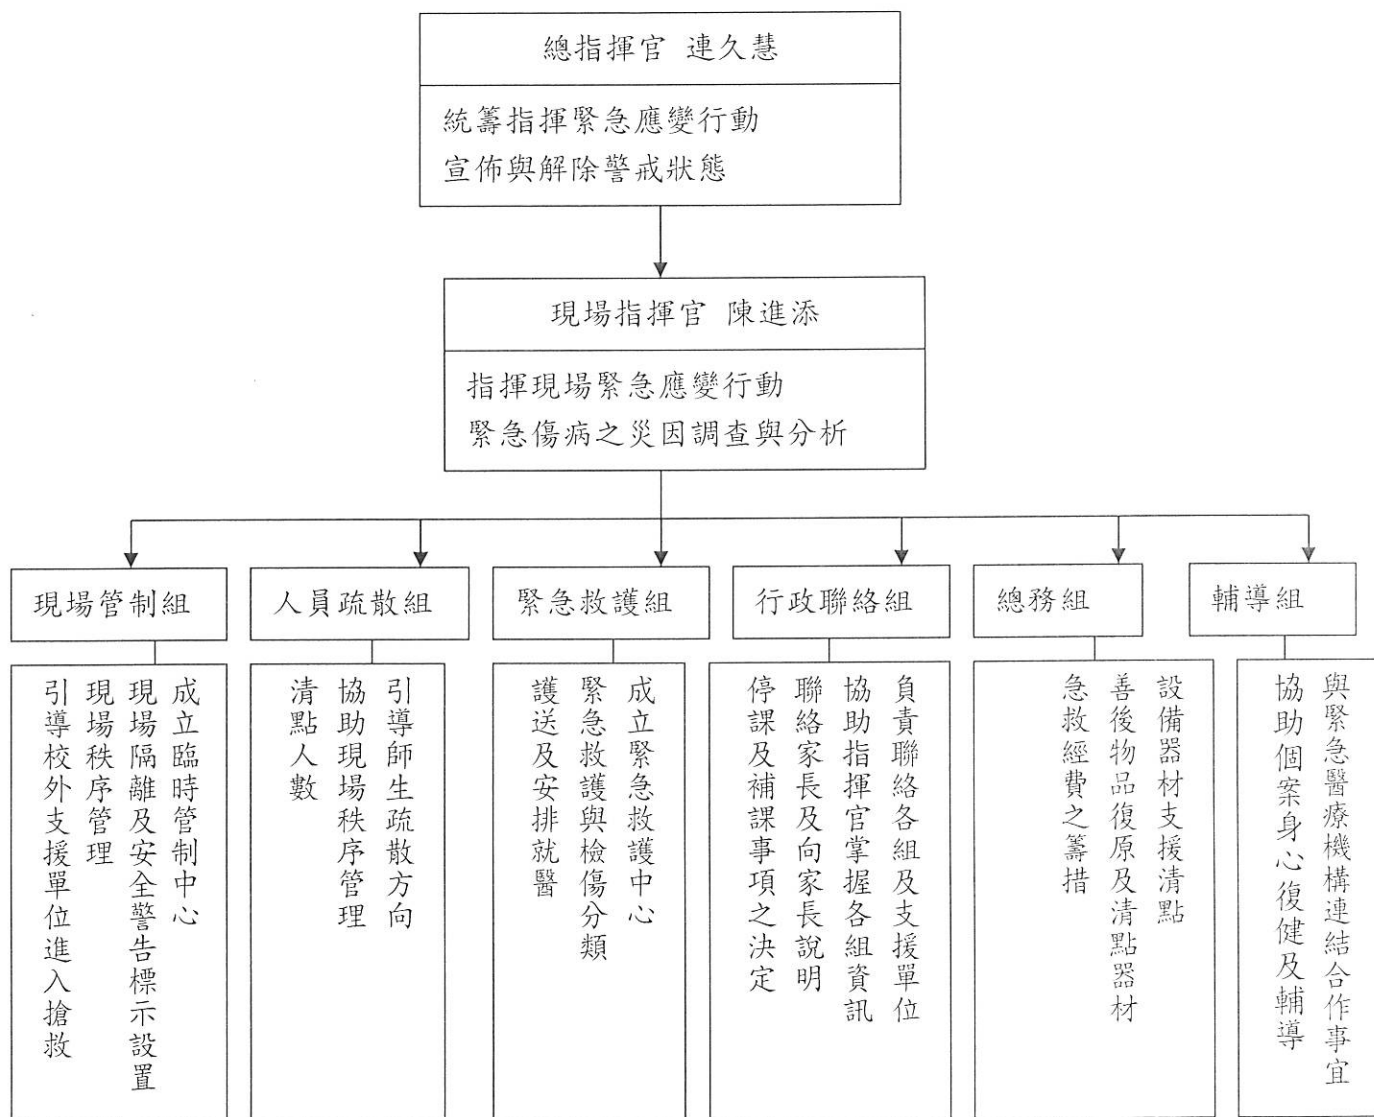 總指揮官 連久慧
統籌指揮緊急應變行動
宣佈與解除警戒狀態
現場指揮官 陳進添
指揮現場緊急應變行動
緊急傷病之災因調查與分析
現場管制組
成立臨時管制中心
現場隔離及安全警告標示設置
現場秩序管理
引導校外支援單位進入搶救
人員疏散組
引導師生疏散方向
協助現場秩序管理
清點人數
緊急救護組
成立緊急救護中心
緊急救護與檢傷分類
護送及安排就醫
行政聯絡組
負責聯絡各組及支援單位
協助指揮官掌握各組資訊
聯絡家長及向家長說明
停課及補課事項之決定
總務組
設備器材支援清點
善後物品復原及清點器材
急救經費之籌措
輔導組
與緊急醫療機構連結合作事宜
協助個案身心復健及輔導